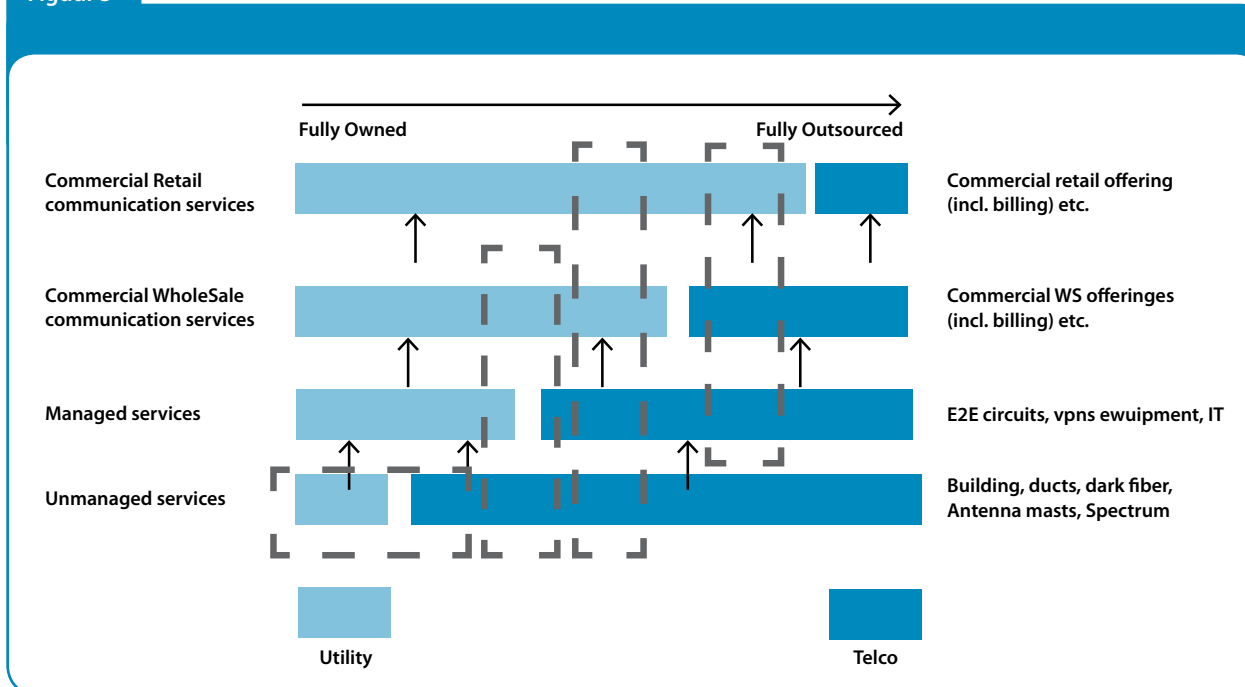 Fully Owned
Fully Outsourced
Commercial Retail
communication services
Commercial retail offering
(incl. billing) etc.
Commercial WholeSale
communication services
Commercial WS offeringes
(incl. billing) etc.
Managed services
E2E circuits, vpns ewuipment, IT
Unmanaged services
Building, ducts, dark fiber,
Antenna masts, Spectrum
Utility
Telco